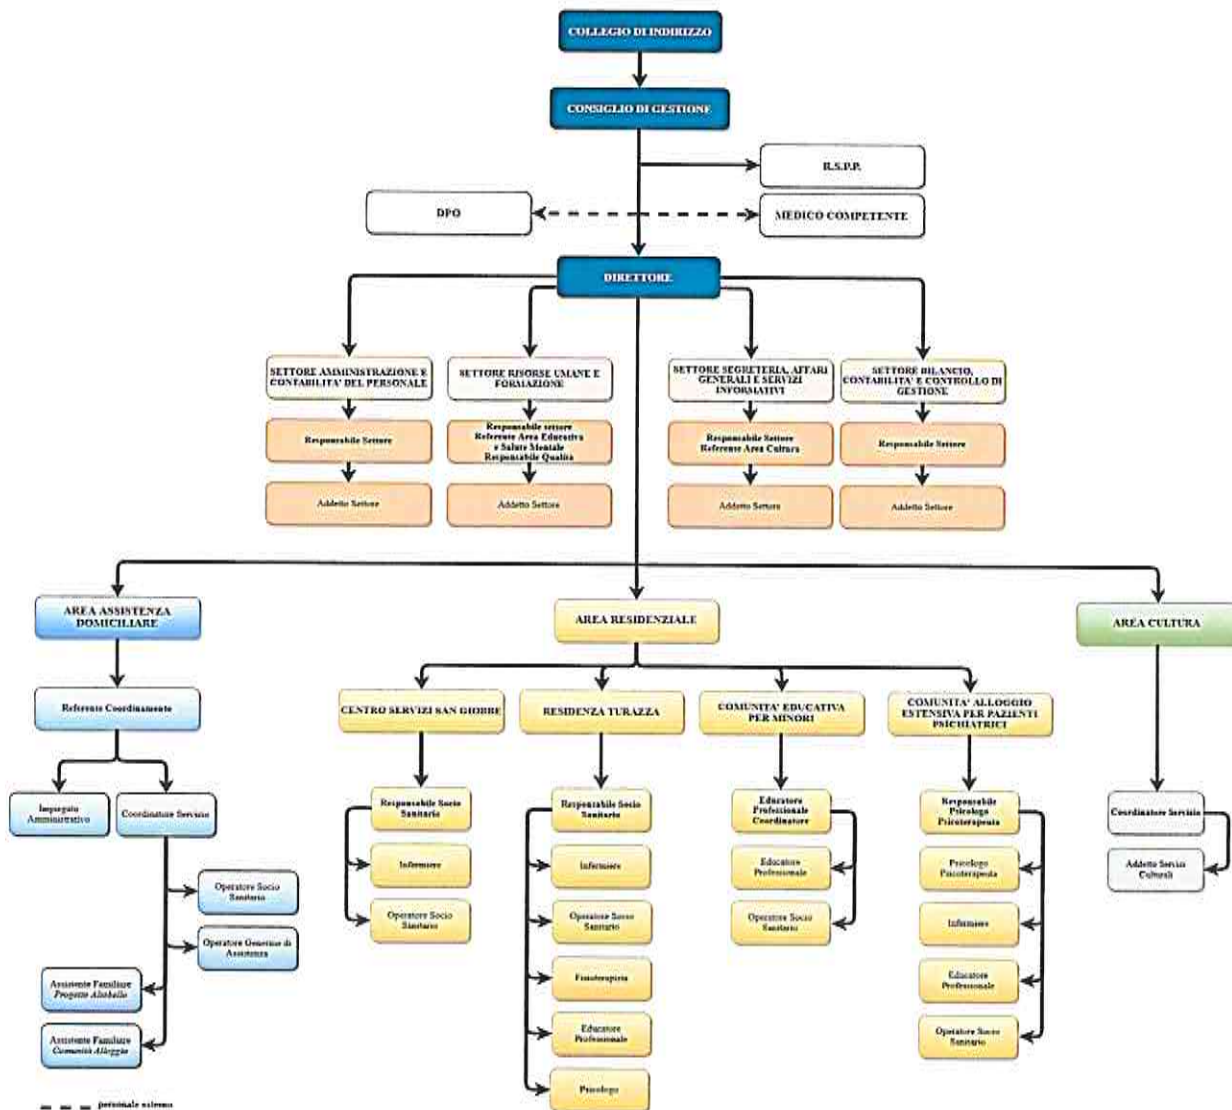 COLLEGIO DI INDIRIZZO
CONSIGLIO DI GESTIONE
R.S.P.P.
DPO
MEDICO COMPETENTE
DIRETTORE
SETTORE AMMINISTRAZIONE E
CONTABILITA' DEL PERSONALE
SETTORE RISORSE UMANE E
FORMAZIONE
SETTORE SEGRETERIA, AFFARI
GENERALI E SERVIZI
INFORMATIVI
SETTORE BILANCIO,
CONTABILITA' E CONTROLLO DI
GESTIONE
Responsabile Settore
Responsabile settore
Referente Area Educativa
e Salute Mentale
Responsabile Qualità
Responsabile Settore
Referente Area Cultura
Responsabile Settore
Addetto Settore
Addetto Settore
Addetto Settore
Addetto Settore
AREA ASSISTENZA
DOMICILIARE
AREA RESIDENZIALE
AREA CULTURA
Referente Coordinamento
CENTRO SERVIZI SAN GIOBBE
RESIDENZA TURAZZA
COMUNITA' EDUCATIVA
PER MINORI
COMUNITA' ALLOGGIO
ESTENSIVA PER PAZIENTI
PSICHIATRICI
Impiegato
Amministrativo
Coordinatore Servizio
Responsabile Socio
Sanitario
Responsabile Socio
Sanitario
Educatore
Professionale
Coordinatore
Responsabile
Psicologo
Psicoterapeuta
Coordinatore Servizio
Infermiere
Infermiere
Educatore
Professionale
Psicologo
Psicoterapeuta
Addetto Servizi
Culturali
Operatore Socio
Sanitario
Operatore Socio
Sanitario
Operatore Socio
Sanitario
Operatore Socio
Sanitario
Infermiere
Operatore Generico di
Assistenza
Assistente Familiare
Progetto Alzabello
Fisioterapista
Educatore
Professionale
Assistente Familiare
Comunità Alloggio
Educatore
Professionale
Operatore Socio
Sanitario
Psicologo
personale esterno